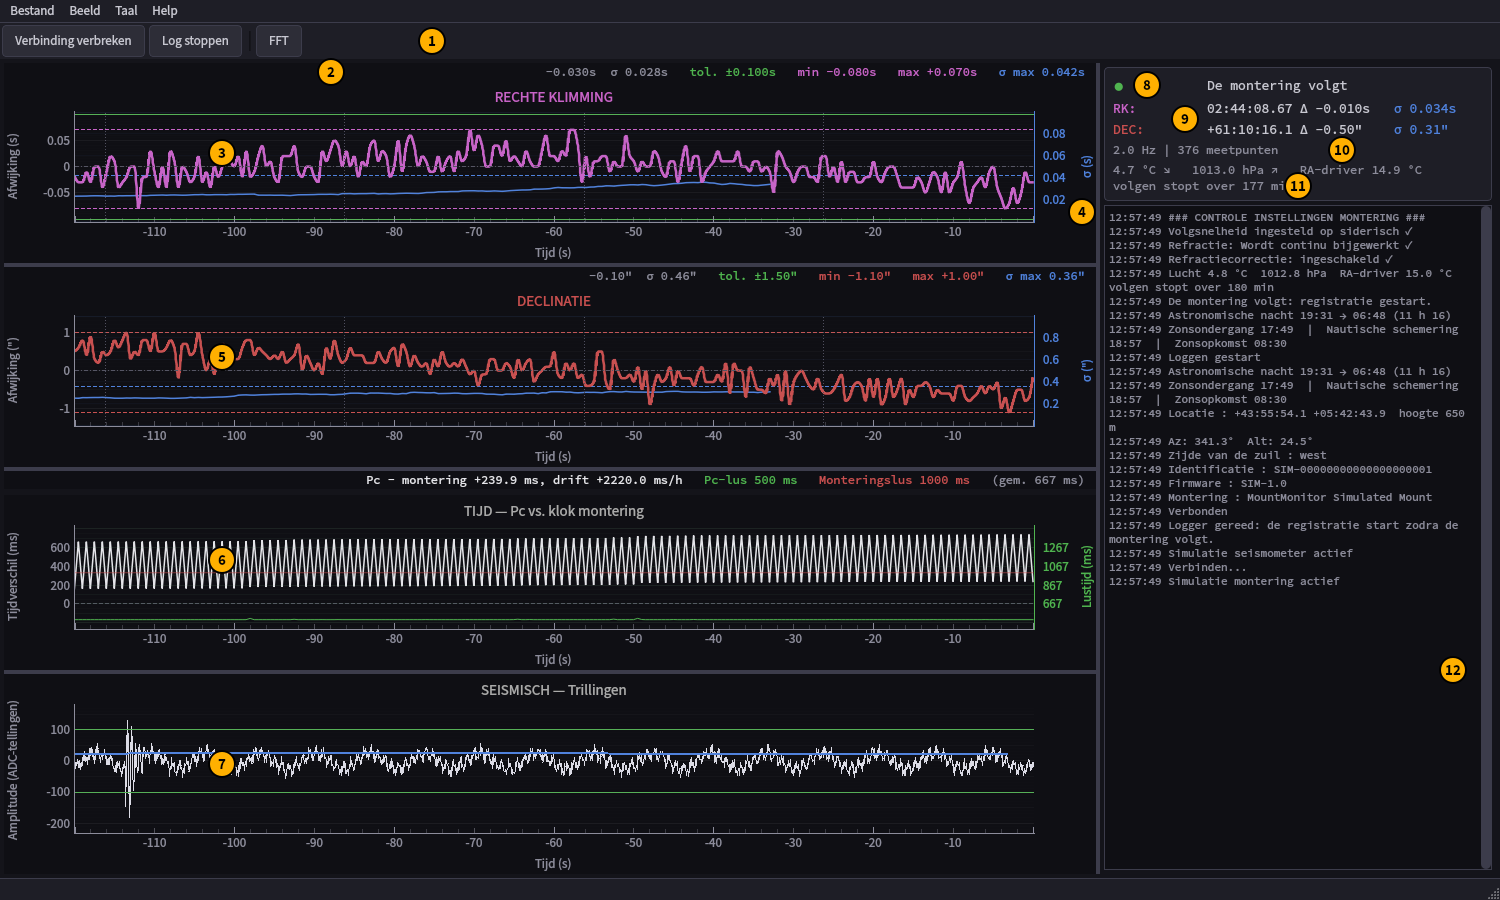 Bestand Beeld Taal Help
Verbinding verbreken Log stoppen FFT 1
2 −0.030s σ 0.028s tol. ±0.100s min −0.080s max +0.070s σ max 0.042s
RECHTE KLIMMING
Afwijking (s)
0.05
0
-0.05
3
0.08
0.06
0.04
0.02
σ (s)
4
-110 -100 -90 -80 -70 -60 -50 -40 -30 -20 -10
Tijd (s)
−0.10" σ 0.46" tol. ±1.50" min −1.10" max +1.00" σ max 0.36"
DECLINATIE
Afwijking (")
1
0
-1
5
0.8
0.6
0.4
0.2
σ (")
-110 -100 -90 -80 -70 -60 -50 -40 -30 -20 -10
Tijd (s)
Pc − montering +239.9 ms, drift +2220.0 ms/h Pc-lus 500 ms Monteringslus 1000 ms (gem. 667 ms)
TIJD — Pc vs. klok montering
Tijdverschil (ms)
600
400
200
0
6
1267
1067
867
667
Lustijd (ms)
-110 -100 -90 -80 -70 -60 -50 -40 -30 -20 -10
Tijd (s)
SEISMISCH — Trillingen
Amplitude (ADC-tellingen)
100
0
-100
-200
7
-110 -100 -90 -80 -70 -60 -50 -40 -30 -20 -10
Tijd (s)
8 De montering volgt
RK: 02:44:08.67 Δ −0.010s σ 0.034s
9
DEC: +61:10:16.1 Δ −0.50" σ 0.31"
2.0 Hz | 376 meetpunten 10
4.7 °C ↘ 1013.0 hPa ↗ RA-driver 14.9 °C
volgen stopt over 177 mi 11
12:57:49 ### CONTROLE INSTELLINGEN MONTERING ###
12:57:49 Volgsnelheid ingesteld op siderisch ✓
12:57:49 Refractie: Wordt continu bijgewerkt ✓
12:57:49 Refractiecorrectie: ingeschakeld ✓
12:57:49 Lucht 4.8 °C 1012.8 hPa RA-driver 15.0 °C
volgen stopt over 180 min
12:57:49 De montering volgt: registratie gestart.
12:57:49 Astronomische nacht 19:31 → 06:48 (11 h 16)
12:57:49 Zonsondergang 17:49 | Nautische schemering
18:57 | Zonsopkomst 08:30
12:57:49 Loggen gestart
12:57:49 Astronomische nacht 19:31 → 06:48 (11 h 16)
12:57:49 Zonsondergang 17:49 | Nautische schemering
18:57 | Zonsopkomst 08:30
12:57:49 Locatie : +43:55:54.1 +05:42:43.9 hoogte 650
m
12:57:49 Az: 341.3° Alt: 24.5°
12:57:49 Zijde van de zuil : west
12:57:49 Identificatie : SIM-00000000000000000001
12:57:49 Firmware : SIM-1.0
12:57:49 Montering : MountMonitor Simulated Mount
12:57:49 Verbonden
12:57:49 Logger gereed: de registratie start zodra de
montering volgt.
12:57:49 Simulatie seismometer actief
12:57:49 Verbinden...
12:57:49 Simulatie montering actief
12